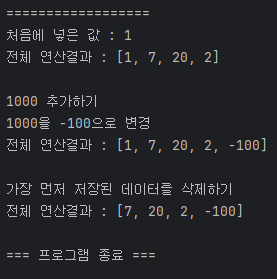 ==================
처음에 넣은 값 : 1
전체 연산결과 : [1, 7, 20, 2]
1000 추가하기
1000을 -100으로 변경
전체 연산결과 : [1, 7, 20, 2, -100]
가장 먼저 저장된 데이터를 삭제하기
전체 연산결과 : [7, 20, 2, -100]
=== 프로그램 종료 ===